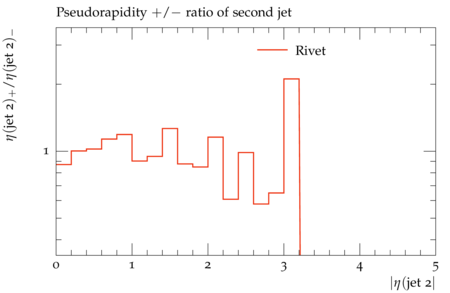 Pseudorapidity +/− ratio of second jet
η(jet 2)₊/η(jet 2)₋
Rivet
1
0 1 2 3 4 5
|η(jet 2|